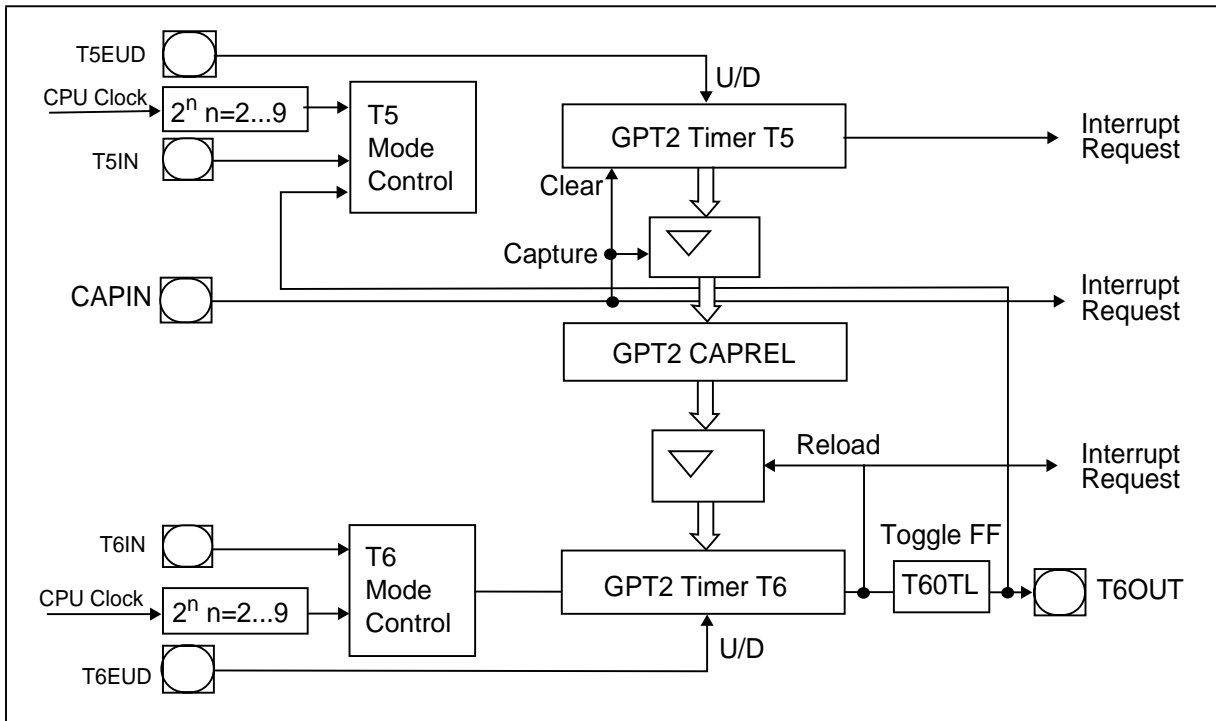 T5EUD
U/D
CPU Clock
2ⁿ n=2...9
T5
Mode
Control
GPT2 Timer T5
Interrupt
Request
T5IN
Clear
Capture
CAPIN
Interrupt
Request
GPT2 CAPREL
Reload
Interrupt
Request
T6IN
T6
Mode
Control
Toggle FF
GPT2 Timer T6
T60TL
T6OUT
CPU Clock
2ⁿ n=2...9
U/D
T6EUD